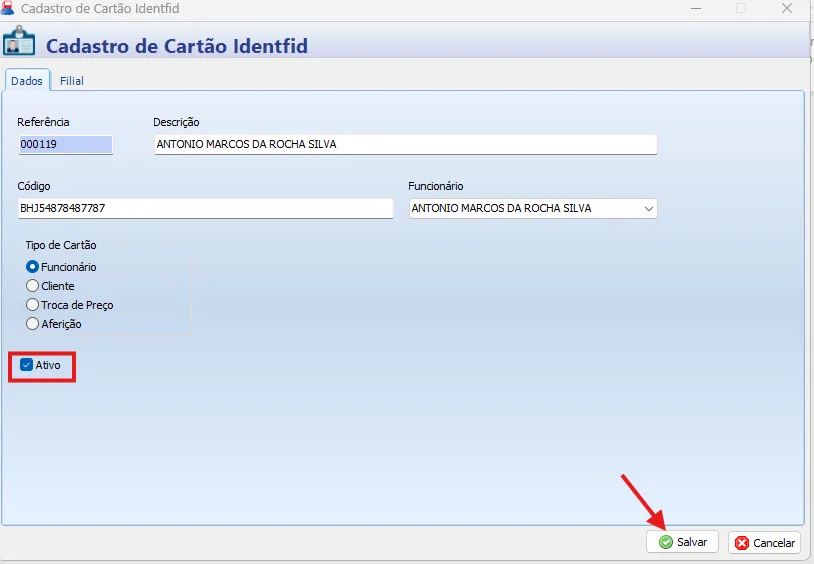 Cadastro de Cartão Identfid
Cadastro de Cartão Identfid
Dados Filial
Referência Descrição
000119 ANTONIO MARCOS DA ROCHA SILVA
Código Funcionário
BHJ54878487787 ANTONIO MARCOS DA ROCHA SILVA
Tipo de Cartão
Funcionário
Cliente
Troca de Preço
Aferição
Ativo
Salvar Cancelar